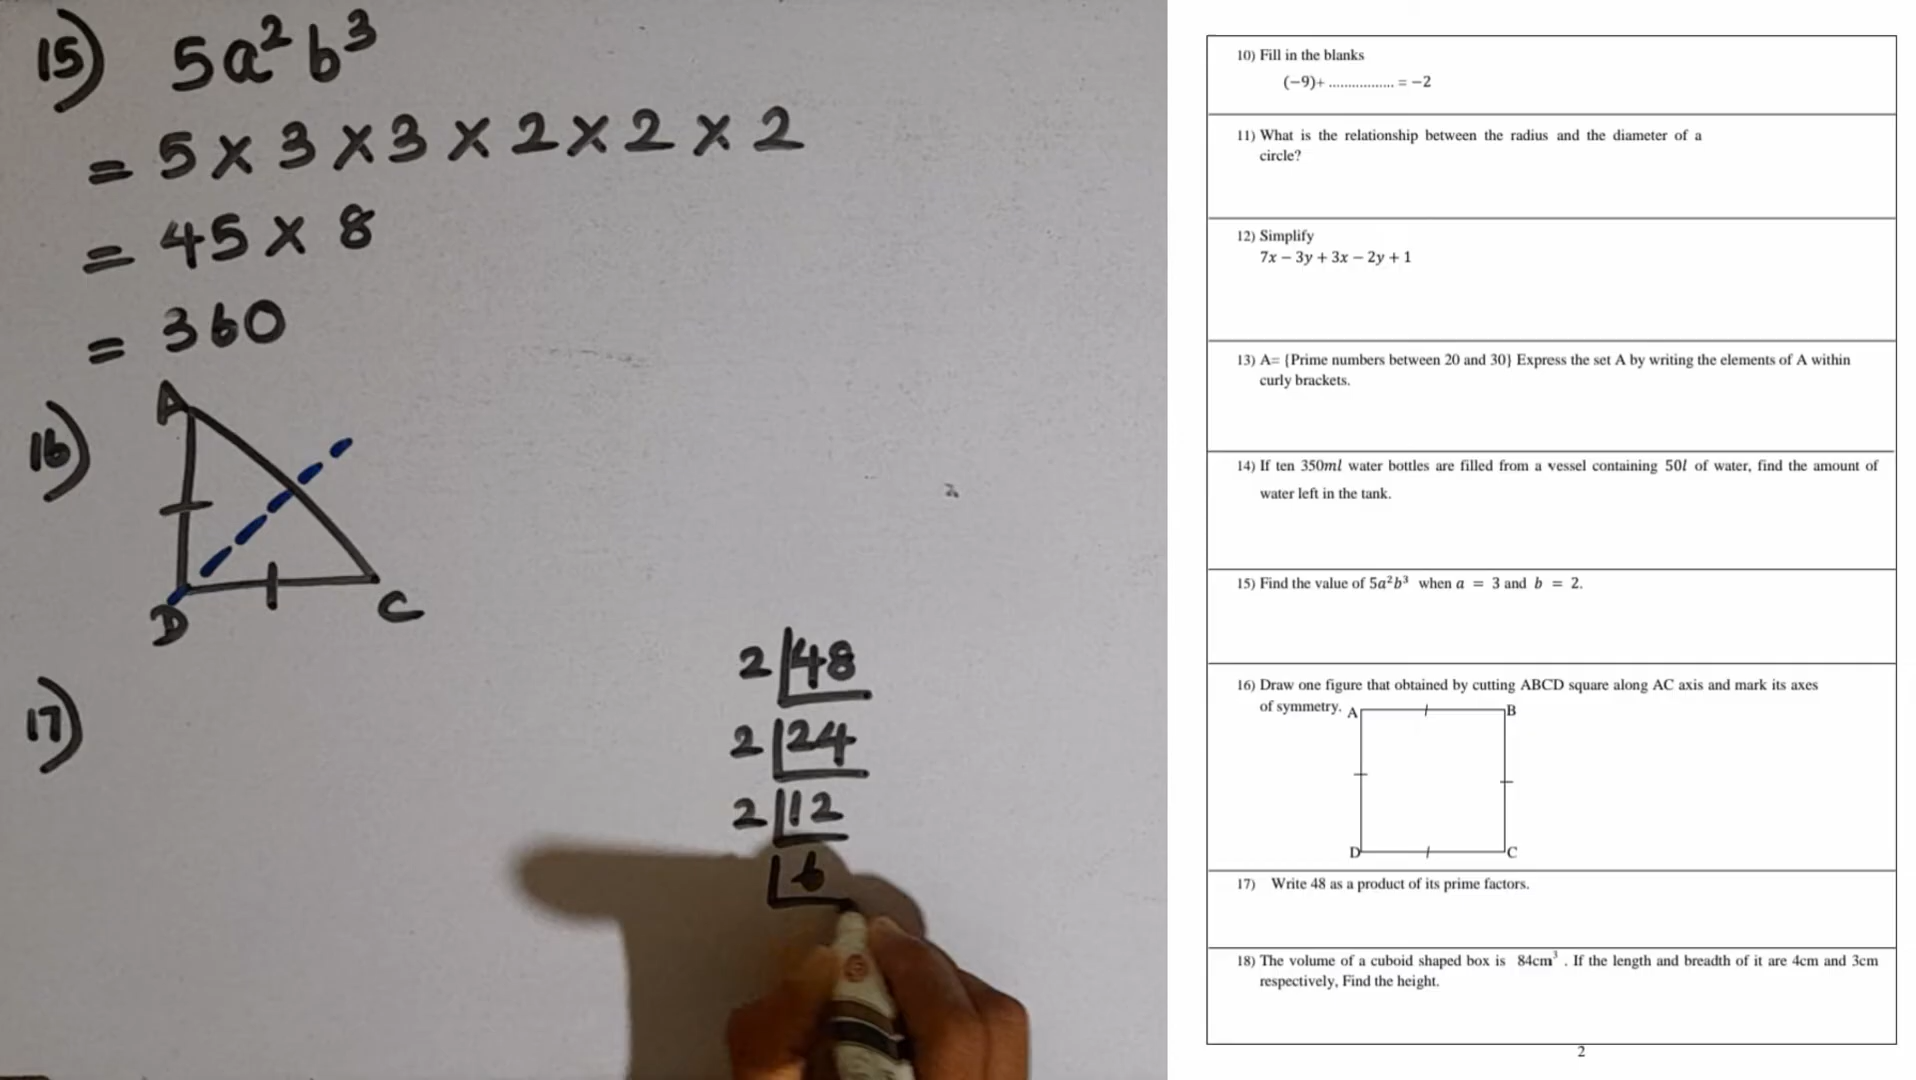 15) 5a²b³
= 5 × 3 × 3 × 2 × 2 × 2
= 45 × 8
= 360
16)
A
D
C
17)
2 48
2 24
2 12
6
10) Fill in the blanks
(−9)+ ................. = −2
11) What is the relationship between the radius and the diameter of a
circle?
12) Simplify
7x − 3y + 3x − 2y + 1
13) A= {Prime numbers between 20 and 30} Express the set A by writing the elements of A within
curly brackets.
14) If ten 350ml water bottles are filled from a vessel containing 50l of water, find the amount of
water left in the tank.
15) Find the value of 5a²b³ when a = 3 and b = 2.
16) Draw one figure that obtained by cutting ABCD square along AC axis and mark its axes
of symmetry.
A
B
D
C
17) Write 48 as a product of its prime factors.
18) The volume of a cuboid shaped box is 84cm³ . If the length and breadth of it are 4cm and 3cm
respectively, Find the height.
2